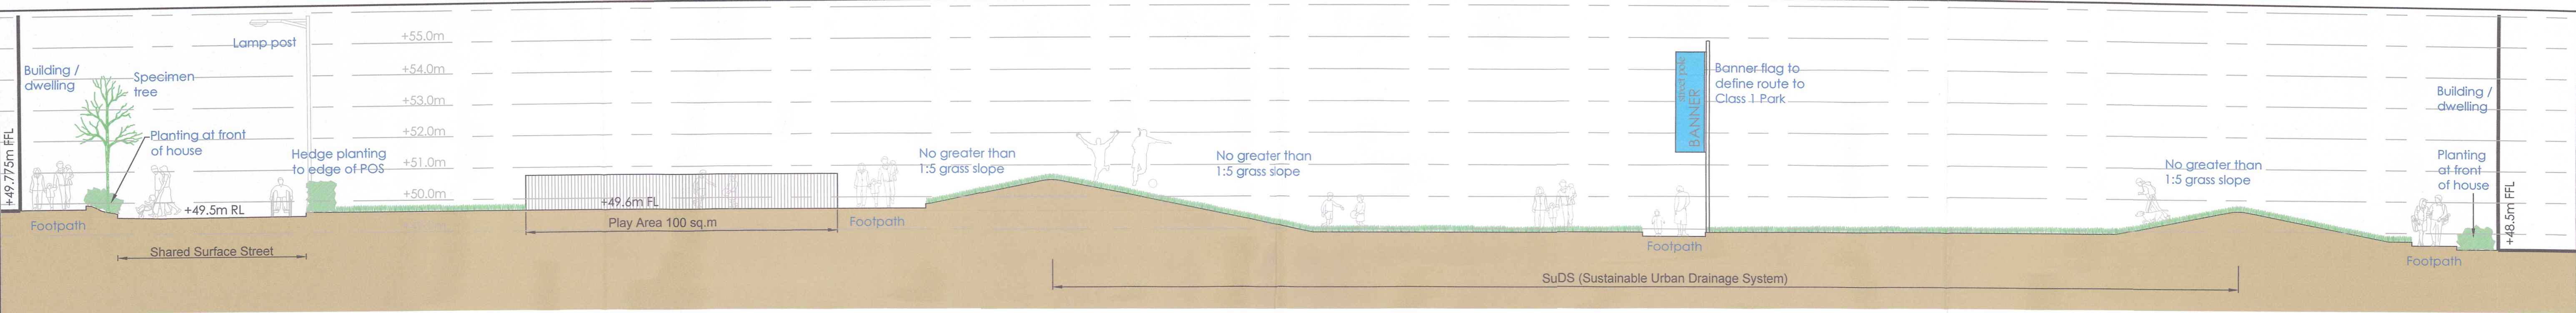 +49.775m FFL
Building /
dwelling
Specimen
tree
Planting at front
of house
Footpath
Shared Surface Street
+49.5m RL
Lamp post
Hedge planting
to edge of POS
+55.0m
+54.0m
+53.0m
+52.0m
+51.0m
+50.0m
+49.6m FL
Play Area 100 sq.m
Footpath
No greater than
1:5 grass slope
No greater than
1:5 grass slope
street pole
BANNER
Banner flag to
define route to
Class 1 Park
Footpath
SuDS (Sustainable Urban Drainage System)
No greater than
1:5 grass slope
Building /
dwelling
Planting
at front
of house
Footpath
+48.5m FFL